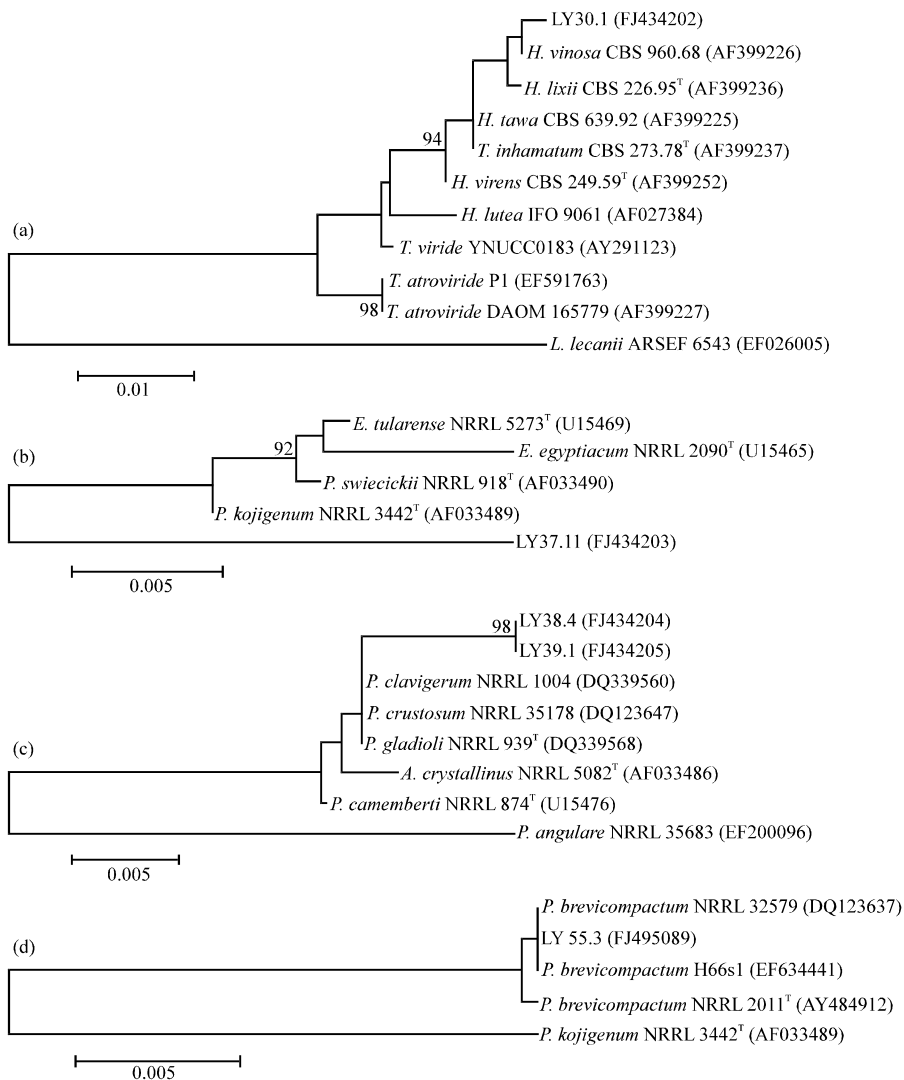 LY30.1 (FJ434202)
H. vinosa CBS 960.68 (AF399226)
H. lixii CBS 226.95ᵀ (AF399236)
H. tawa CBS 639.92 (AF399225)
94
T. inhamatum CBS 273.78ᵀ (AF399237)
H. virens CBS 249.59ᵀ (AF399252)
H. lutea IFO 9061 (AF027384)
(a)
T. viride YNUCC0183 (AY291123)
T. atroviride P1 (EF591763)
98
T. atroviride DAOM 165779 (AF399227)
L. lecanii ARSEF 6543 (EF026005)
0.01
E. tularense NRRL 5273ᵀ (U15469)
92
E. egyptiacum NRRL 2090ᵀ (U15465)
(b)
P. swiecickii NRRL 918ᵀ (AF033490)
P. kojigenum NRRL 3442ᵀ (AF033489)
LY37.11 (FJ434203)
0.005
98
LY38.4 (FJ434204)
LY39.1 (FJ434205)
P. clavigerum NRRL 1004 (DQ339560)
P. crustosum NRRL 35178 (DQ123647)
(c)
P. gladioli NRRL 939ᵀ (DQ339568)
A. crystallinus NRRL 5082ᵀ (AF033486)
P. camemberti NRRL 874ᵀ (U15476)
P. angulare NRRL 35683 (EF200096)
0.005
P. brevicompactum NRRL 32579 (DQ123637)
(d)
LY 55.3 (FJ495089)
P. brevicompactum H66s1 (EF634441)
P. brevicompactum NRRL 2011ᵀ (AY484912)
P. kojigenum NRRL 3442ᵀ (AF033489)
0.005